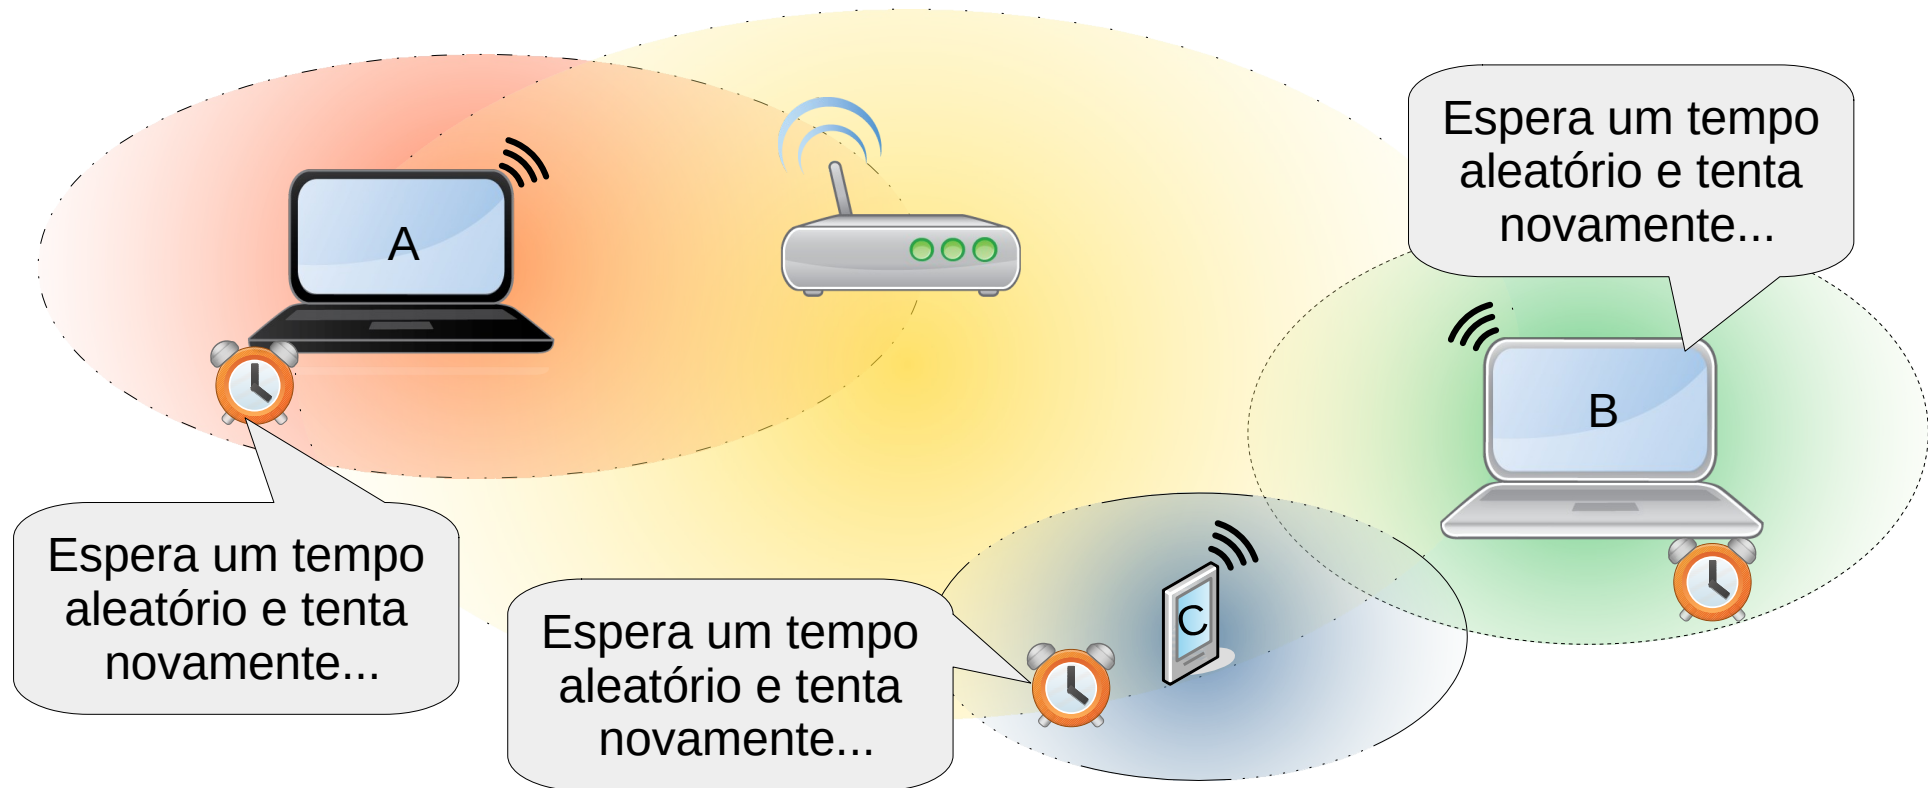 A
Espera um tempo
aleatório e tenta
novamente...
B
Espera um tempo
aleatório e tenta
novamente...
C
Espera um tempo
aleatório e tenta
novamente...